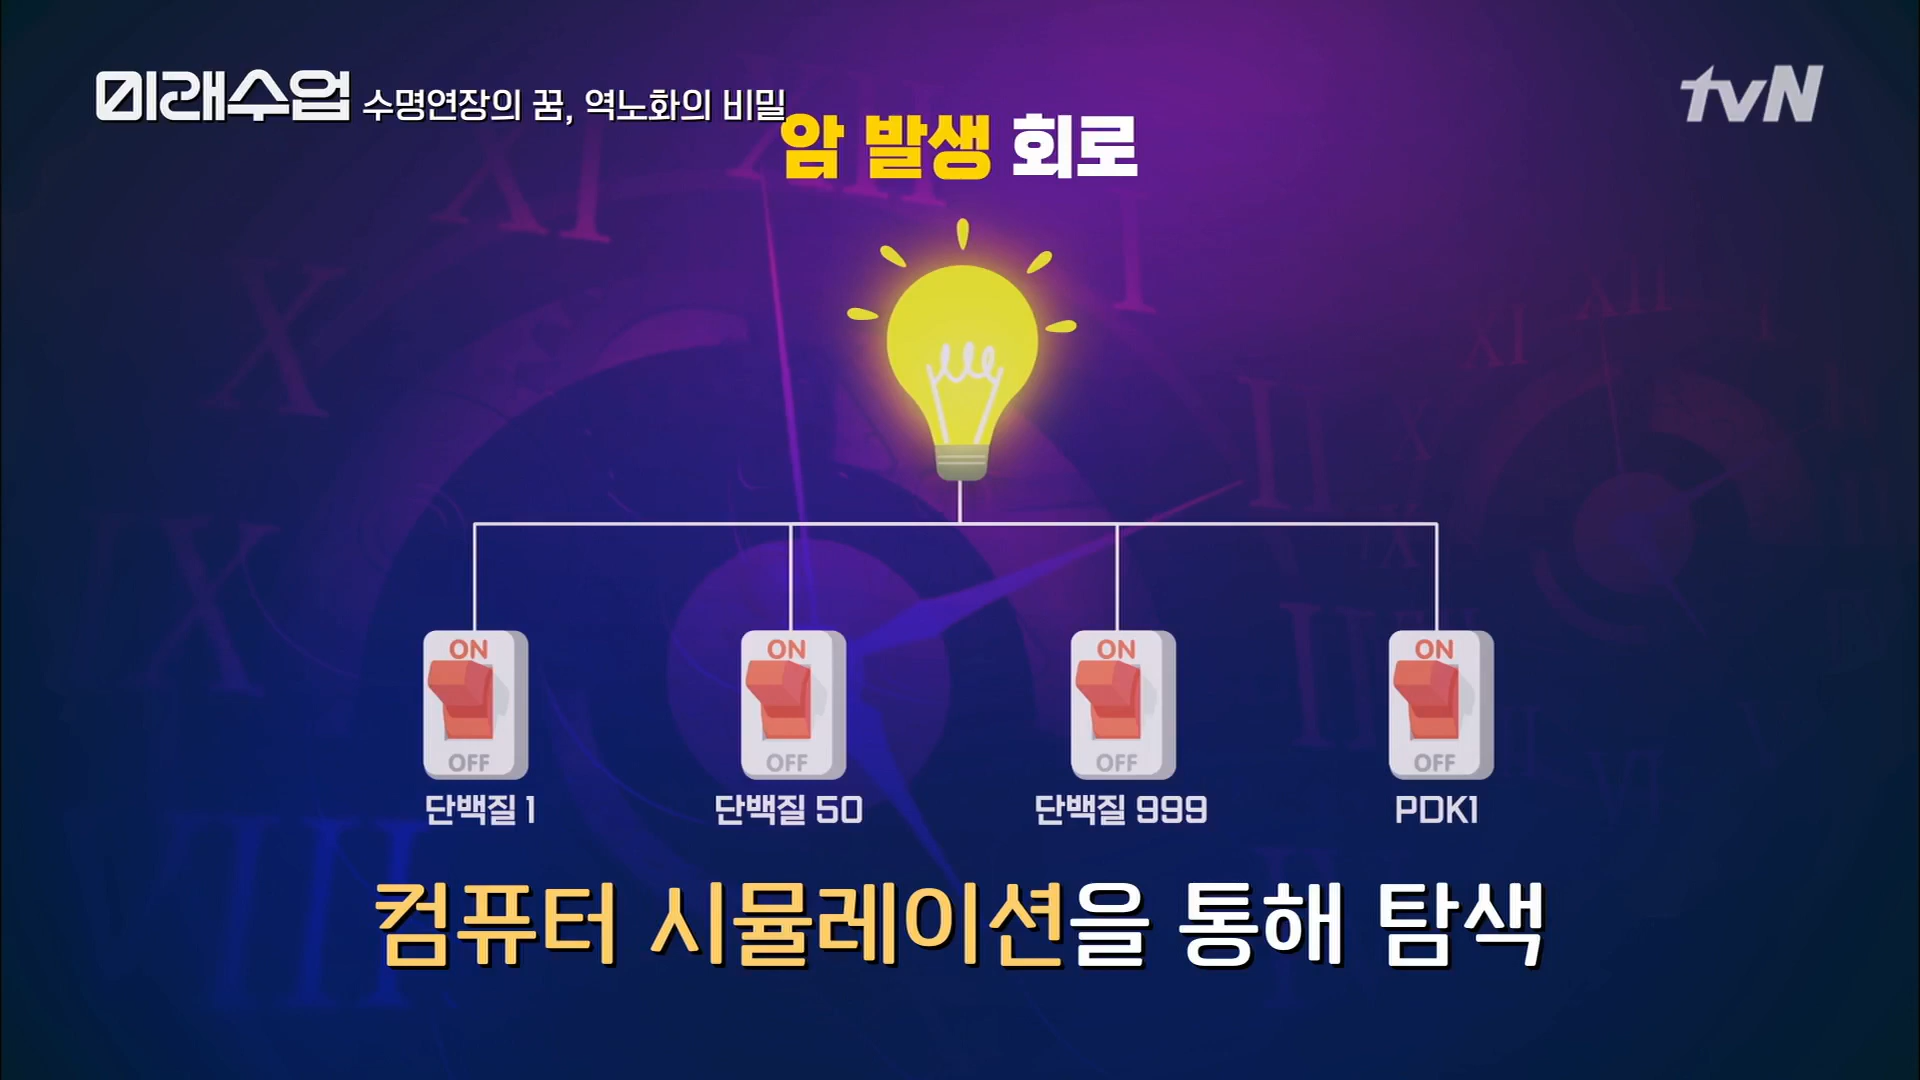 미래수업 수명연장의 꿈, 역노화의 비밀
tvN
암 발생 회로
ON ON ON ON
OFF OFF OFF OFF
단백질 1 단백질 50 단백질 999 PDK1
컴퓨터 시뮬레이션을 통해 탐색